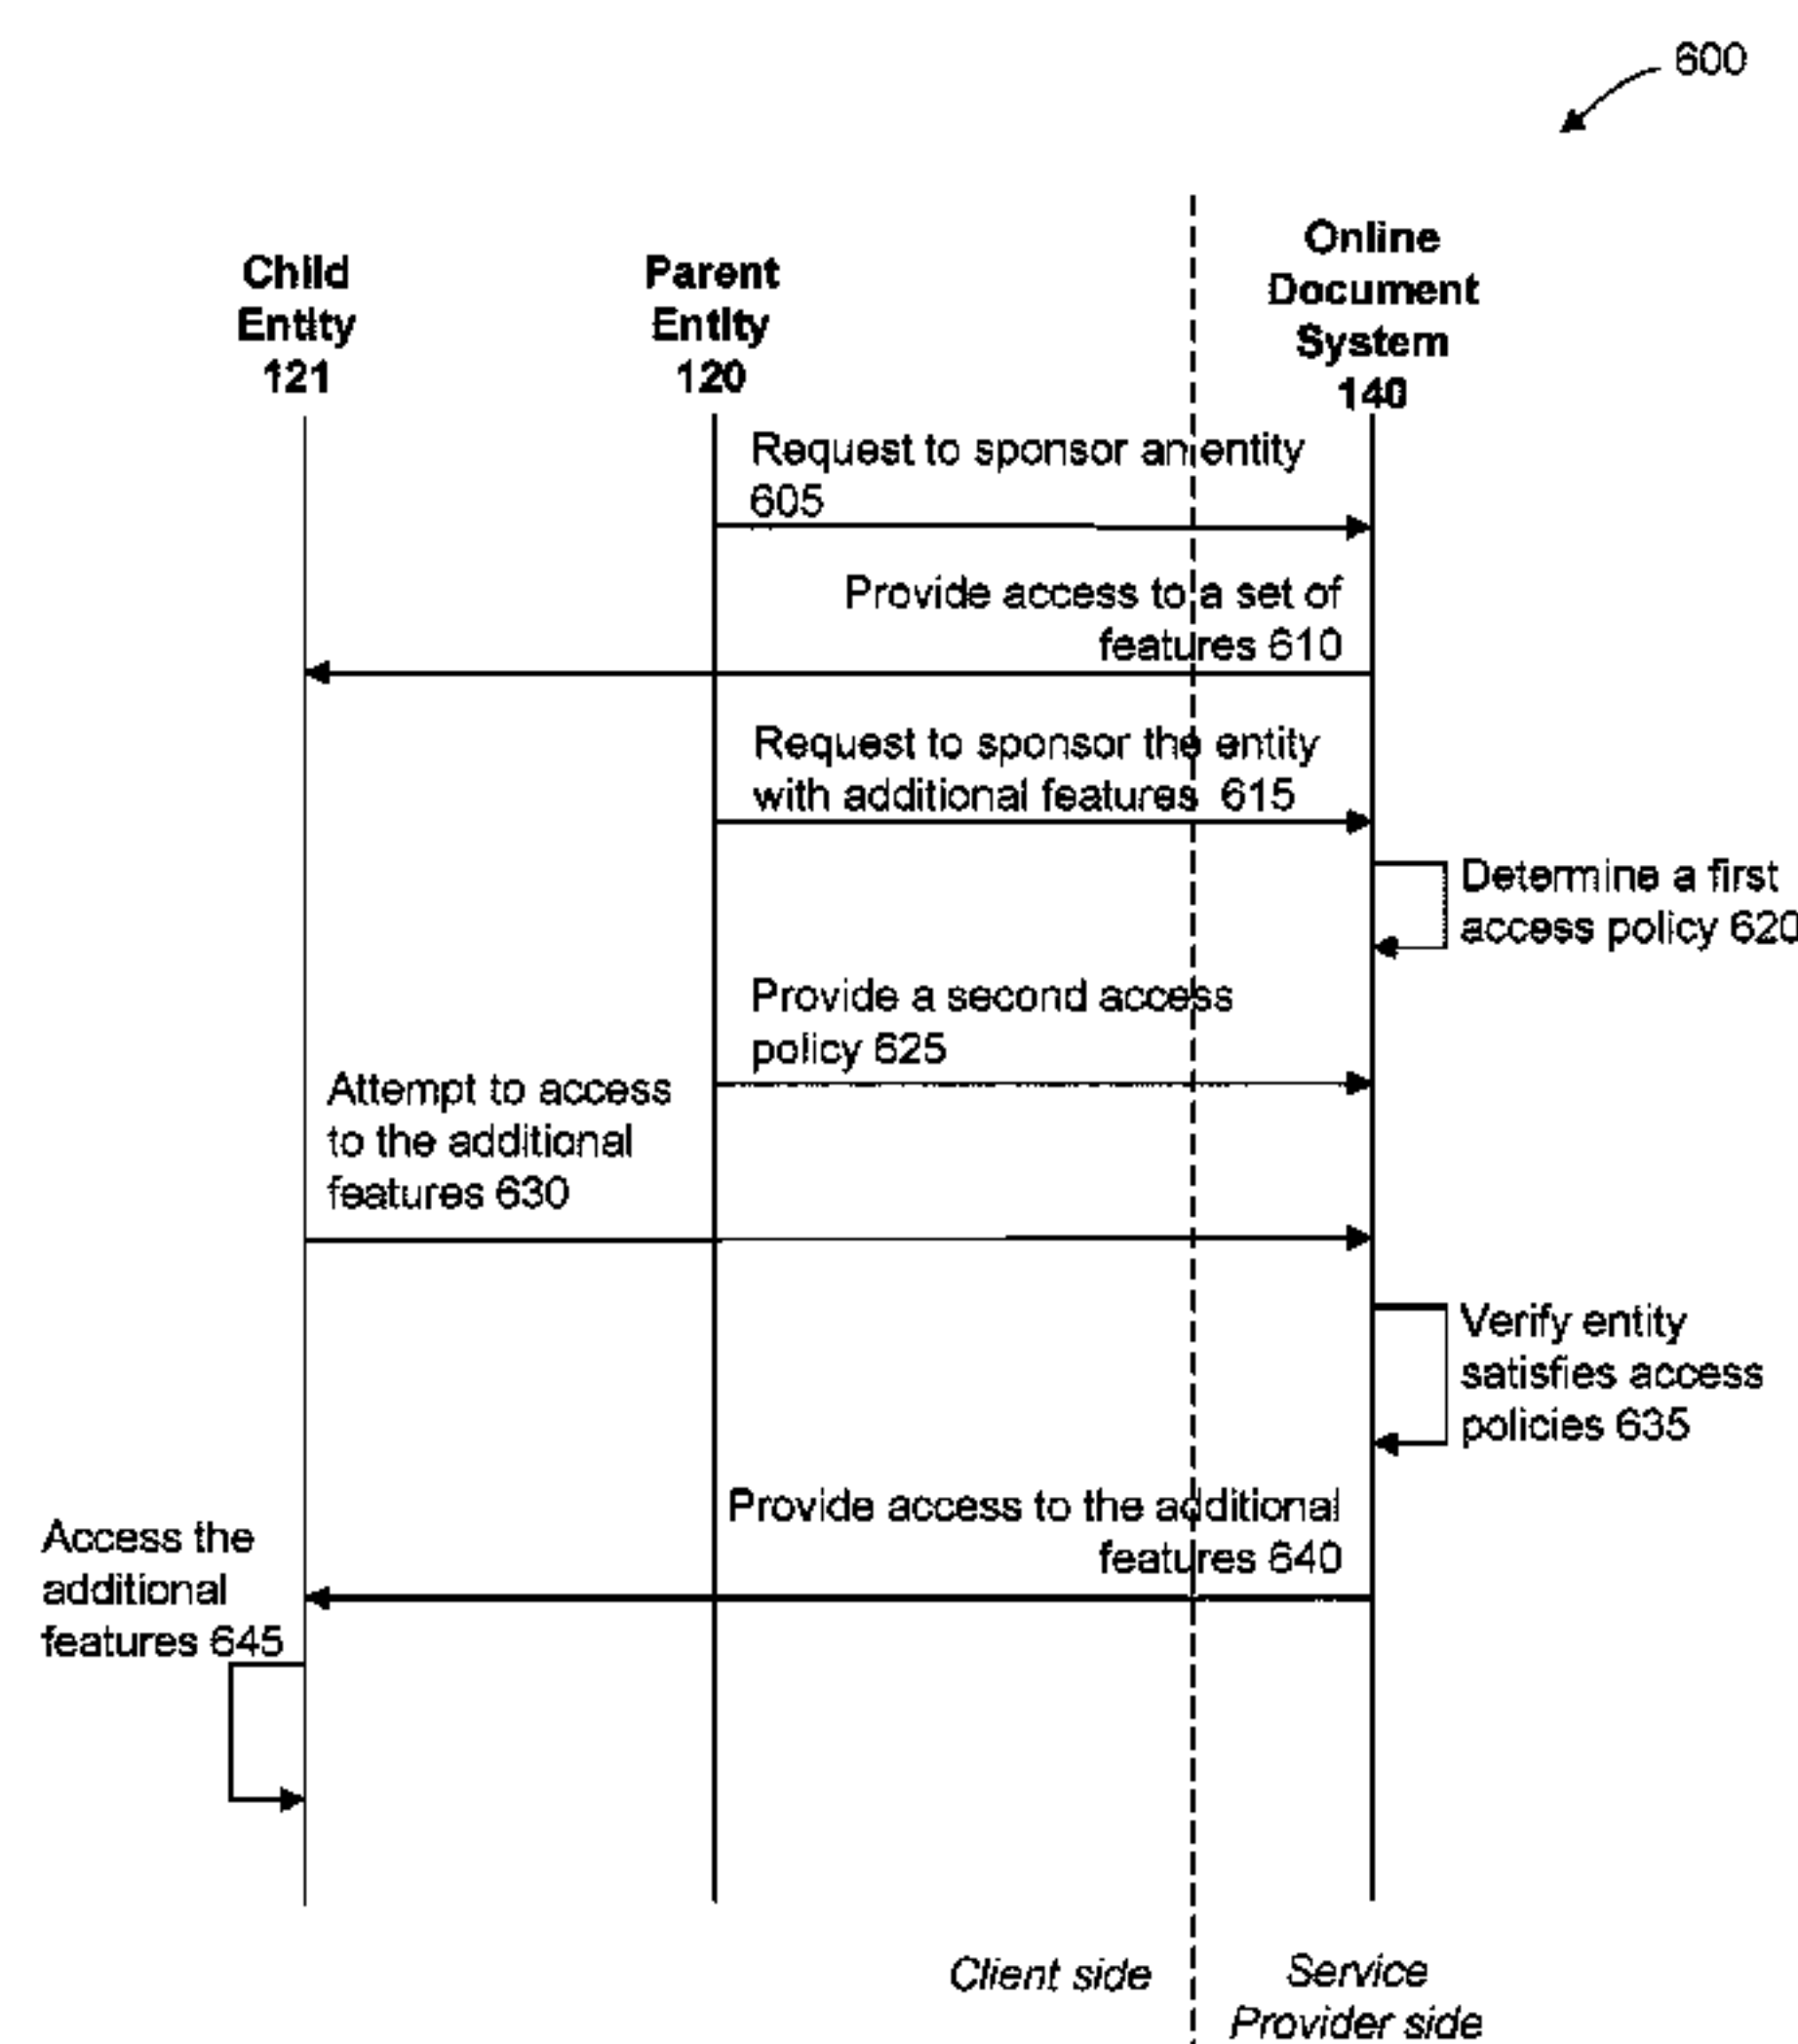 600
Child
Entity
121
Parent
Entity
120
Online
Document
System
140
Request to sponsor an entity
605
Provide access to a set of
features 610
Request to sponsor the entity
with additional features 615
Determine a first
access policy 620
Provide a second access
policy 625
Attempt to access
to the additional
features 630
Verify entity
satisfies access
policies 635
Provide access to the additional
features 640
Access the
additional
features 645
Client side
Service
Provider side